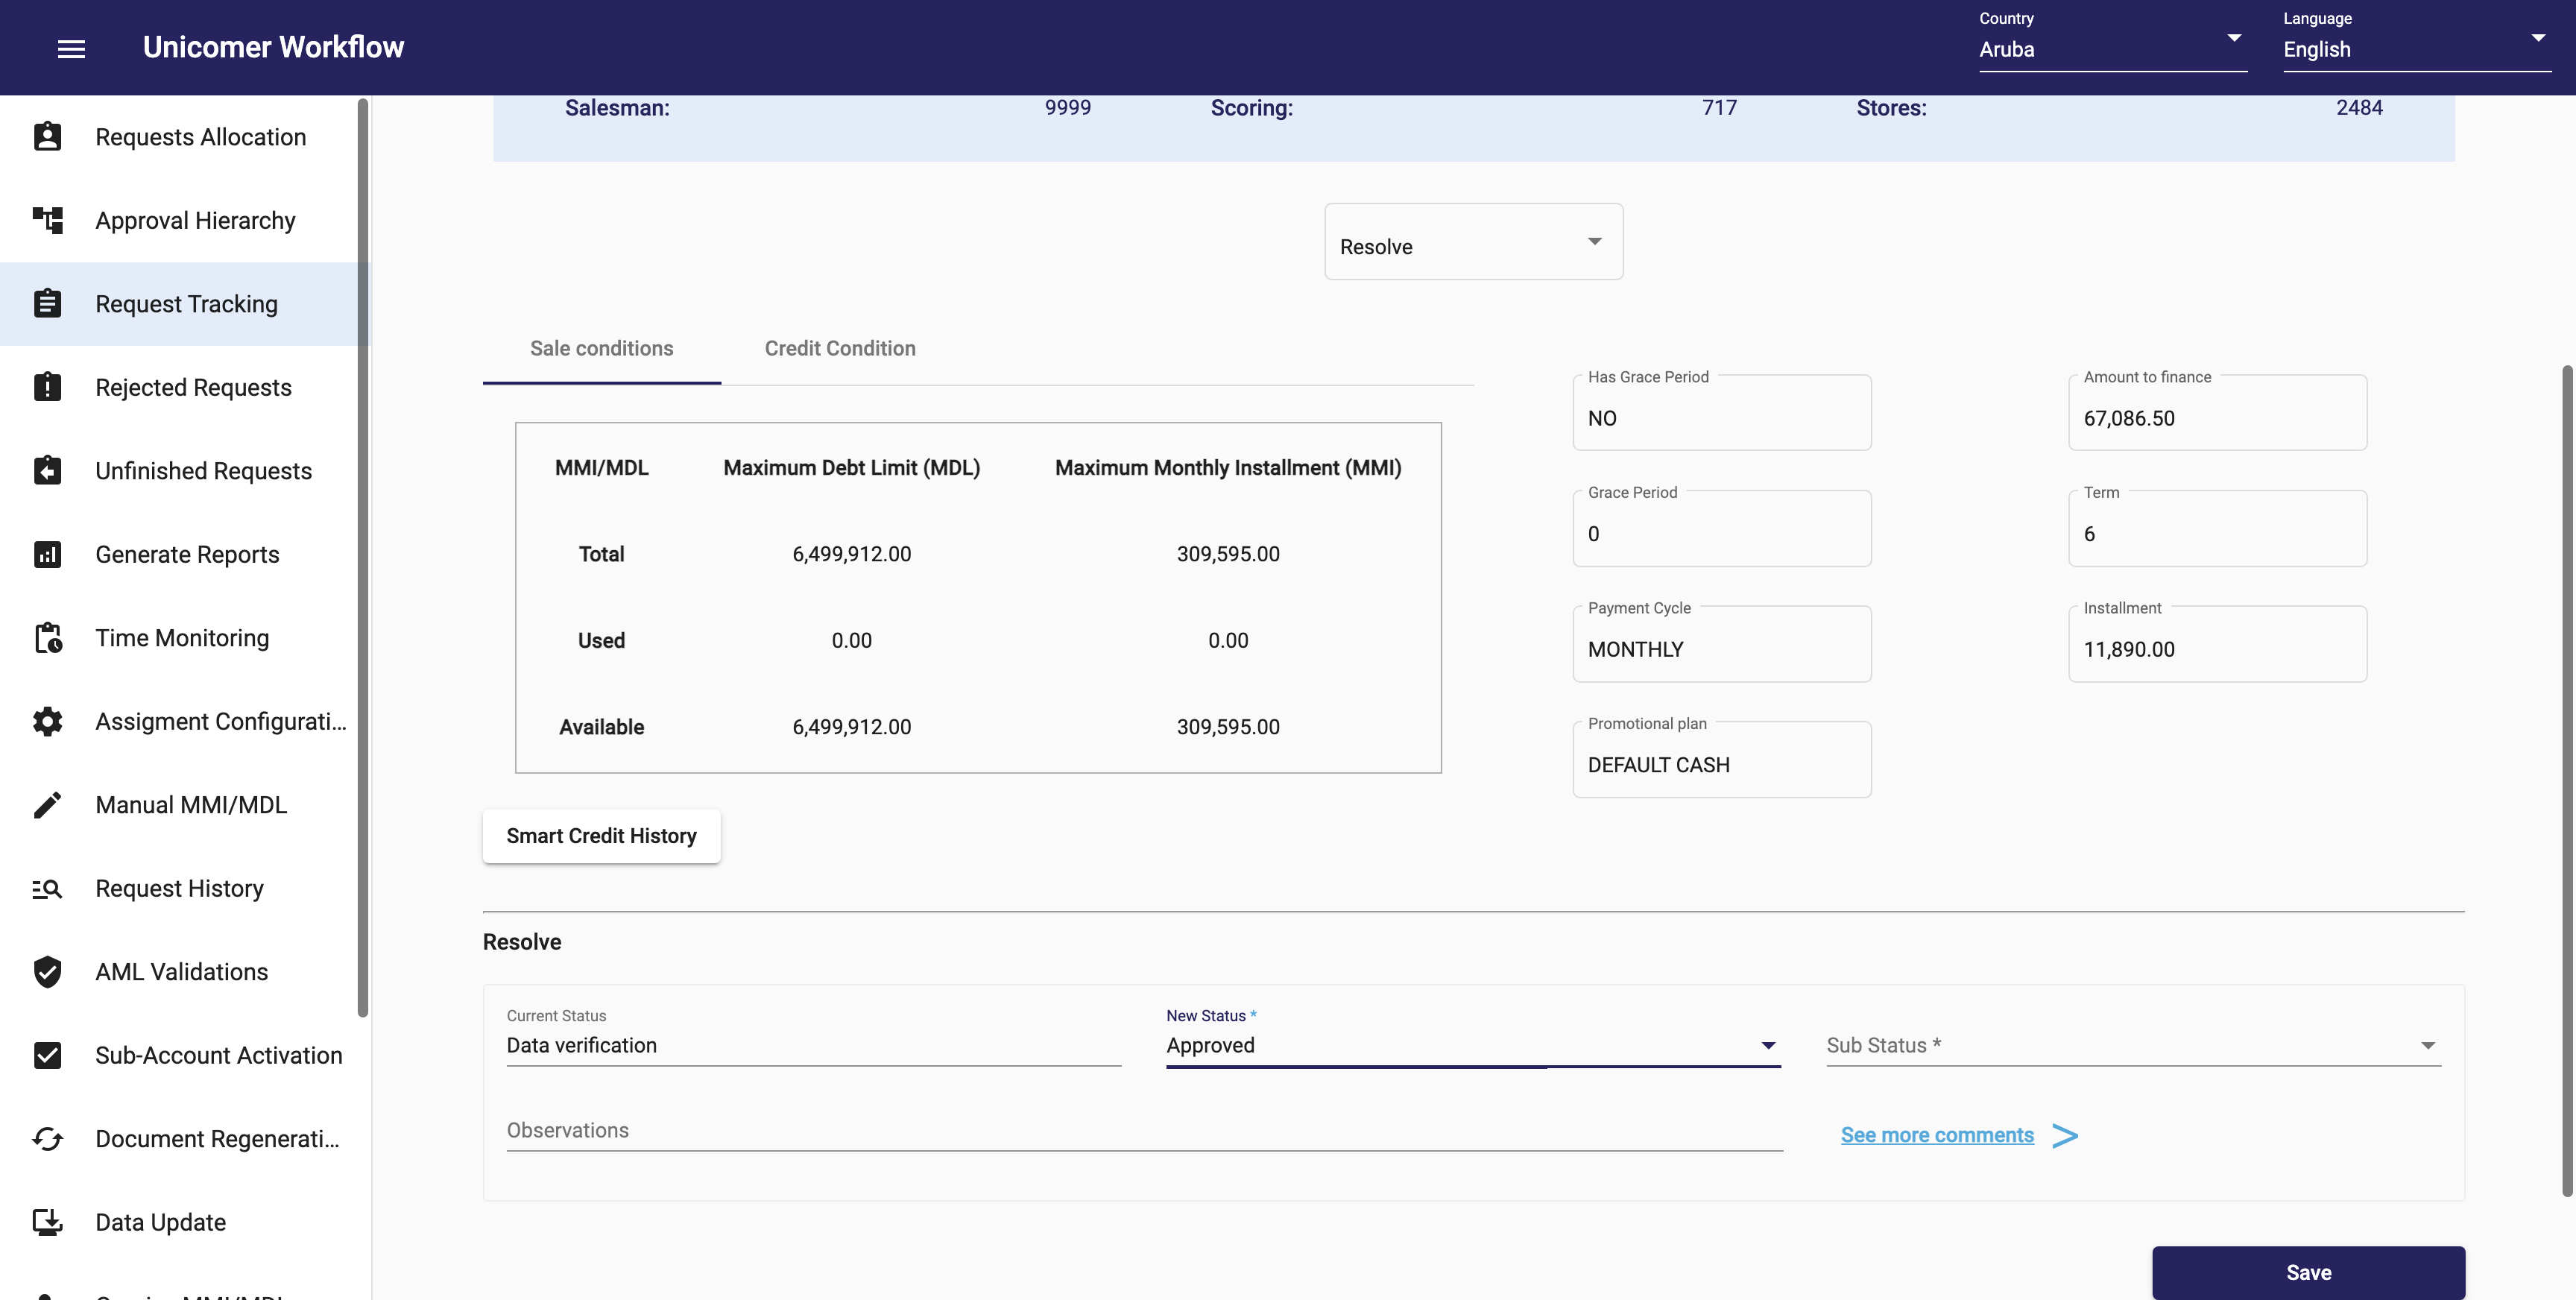 Unicomer Workflow
Country
Aruba
Language
English
Requests Allocation
Approval Hierarchy
Request Tracking
Rejected Requests
Unfinished Requests
Generate Reports
Time Monitoring
Assigment Configurati...
Manual MMI/MDL
Request History
AML Validations
Sub-Account Activation
Document Regenerati...
Data Update
Salesman: 9999 Scoring: 717 Stores: 2484
Resolve
Sale conditions Credit Condition
MMI/MDL Maximum Debt Limit (MDL) Maximum Monthly Installment (MMI)
Total 6,499,912.00 309,595.00
Used 0.00 0.00
Available 6,499,912.00 309,595.00
Has Grace Period
NO
Amount to finance
67,086.50
Grace Period
0
Term
6
Payment Cycle
MONTHLY
Installment
11,890.00
Promotional plan
DEFAULT CASH
Smart Credit History
Resolve
Current Status
Data verification
New Status *
Approved
Sub Status *
Observations
See more comments >
Save